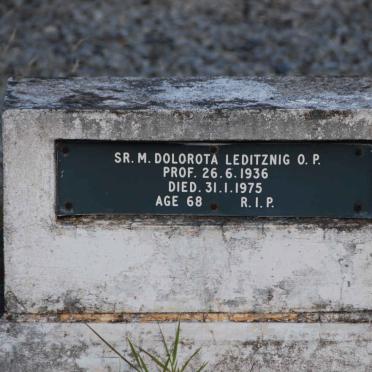 SR. M. DOLOROTA LEDITZNIG O. P.
PROF. 26.6.1936
DIED. 31.1.1975
AGE 68 R.I.P.